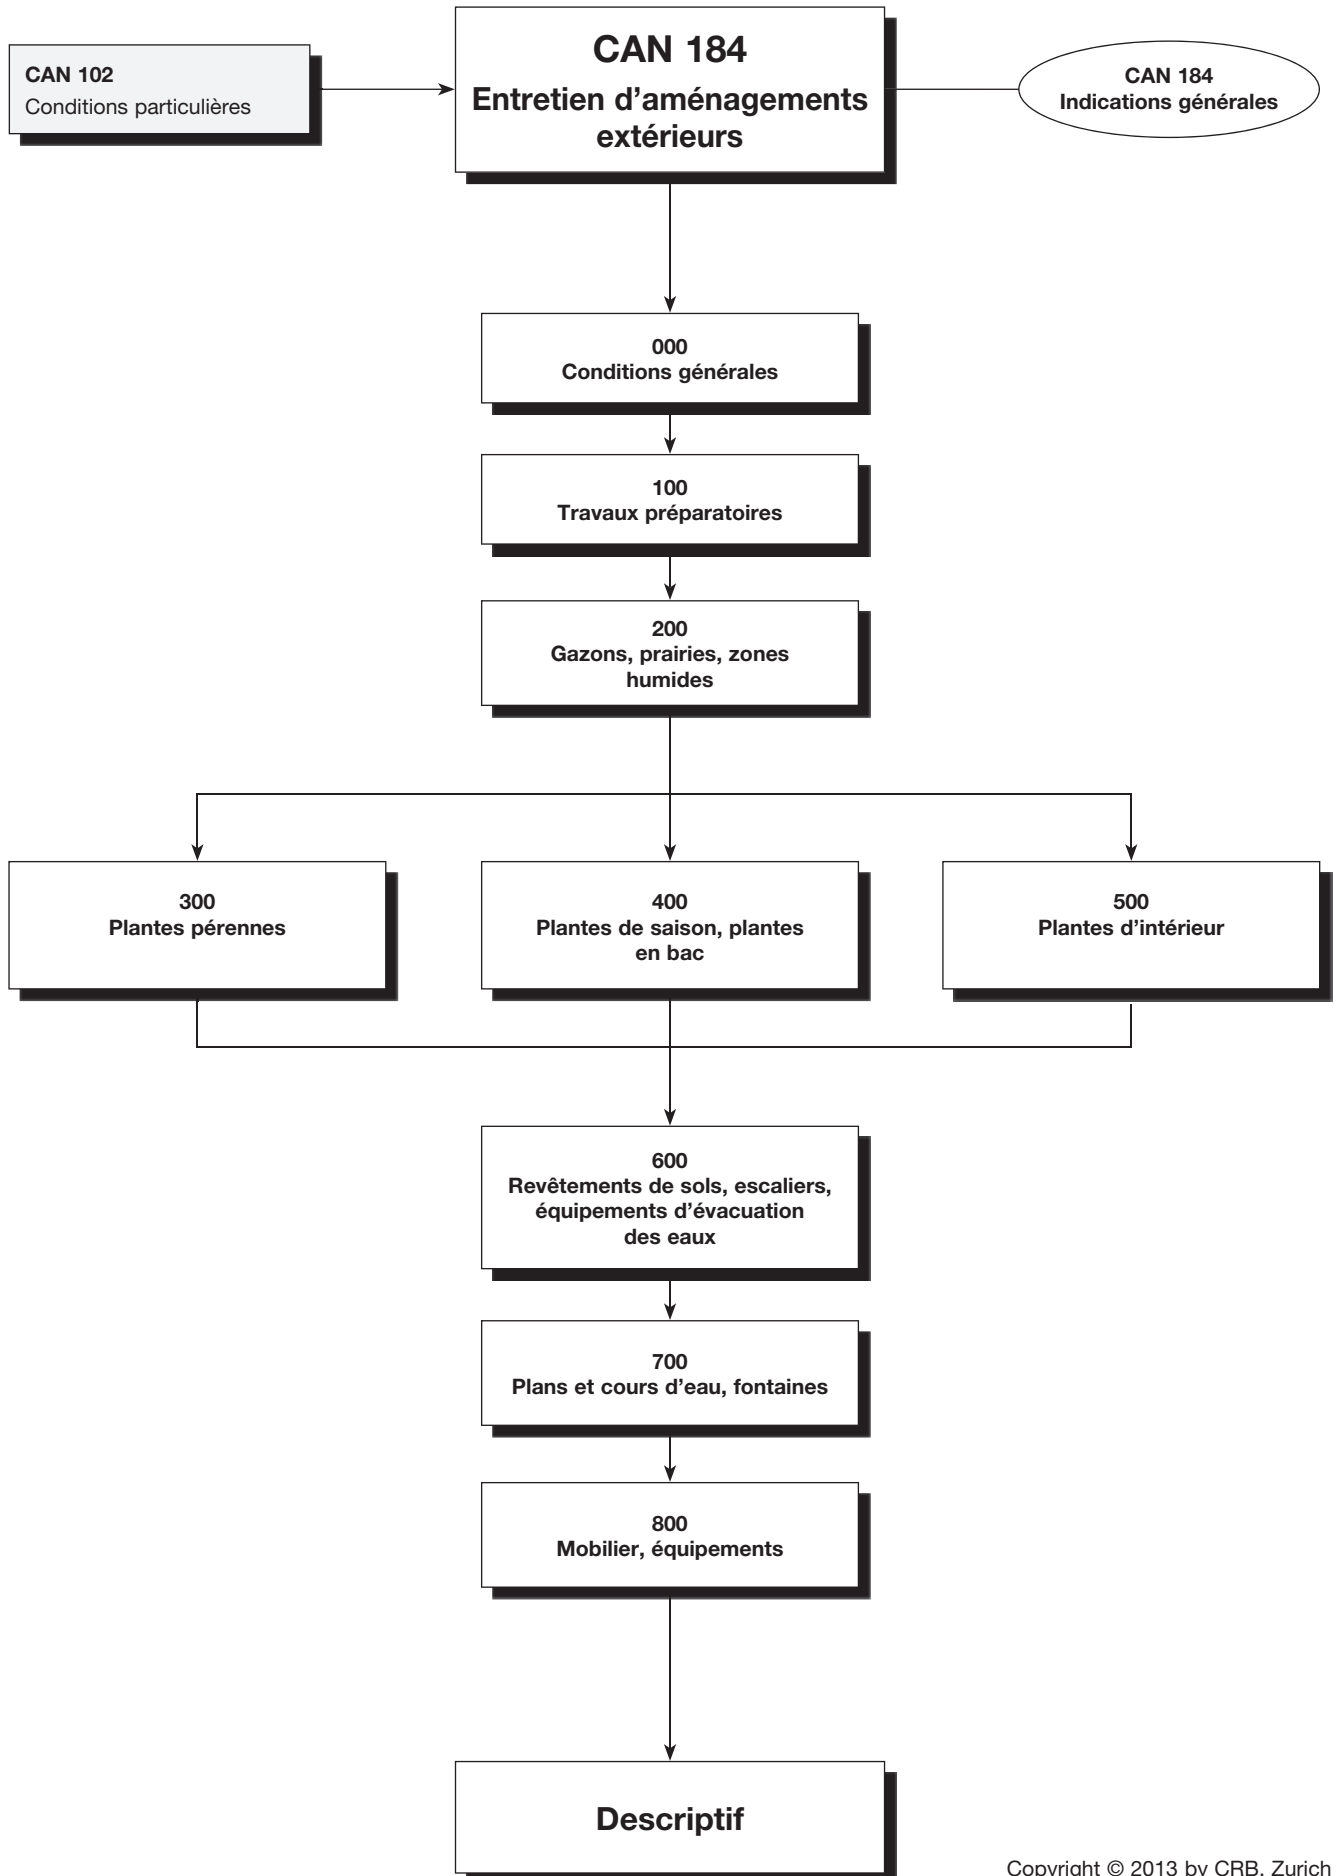 CAN 102
Conditions particulières
CAN 184
Entretien d’aménagements
extérieurs
CAN 184
Indications générales
000
Conditions générales
100
Travaux préparatoires
200
Gazons, prairies, zones
humides
300
Plantes pérennes
400
Plantes de saison, plantes
en bac
500
Plantes d’intérieur
600
Revêtements de sols, escaliers,
équipements d’évacuation
des eaux
700
Plans et cours d’eau, fontaines
800
Mobilier, équipements
Descriptif
Copyright © 2013 by CRB, Zurich